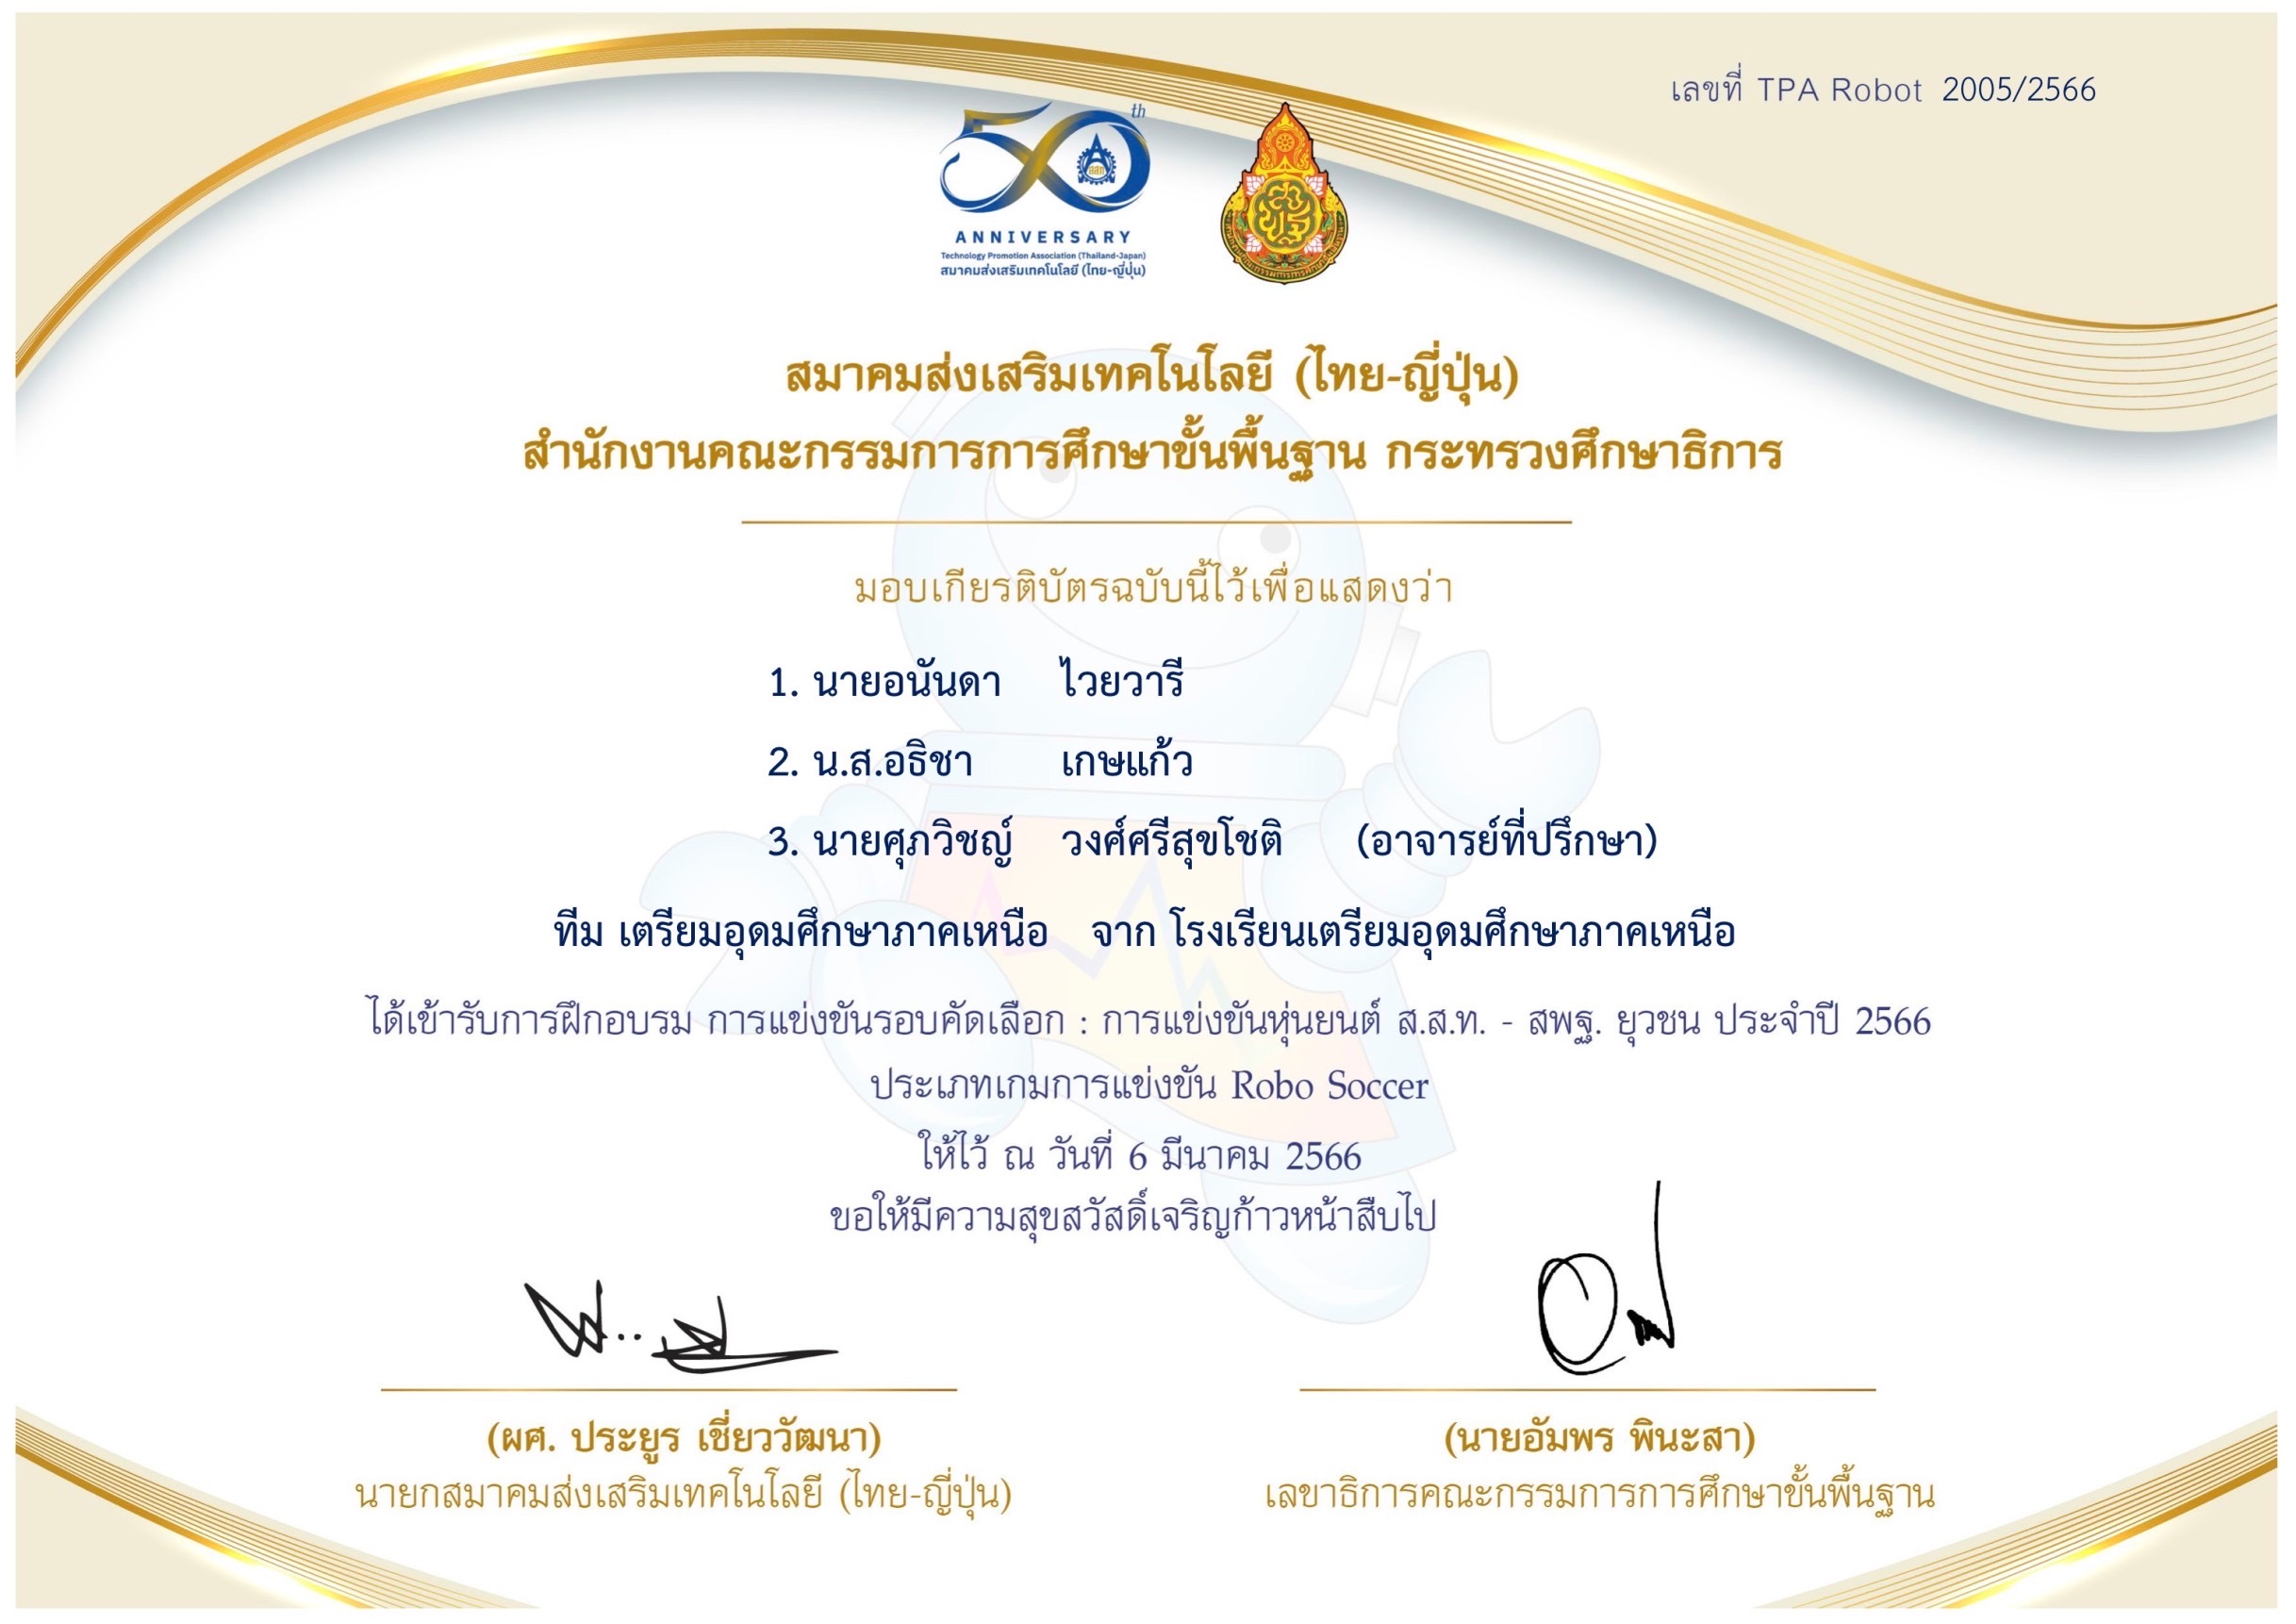 เลขที่ TPA Robot 2005/2566
50th
ANNIVERSARY
Technology Promotion Association (Thailand-Japan)
สมาคมส่งเสริมเทคโนโลยี (ไทย-ญี่ปุ่น)
สมาคมส่งเสริมเทคโนโลยี (ไทย-ญี่ปุ่น)
สำนักงานคณะกรรมการการศึกษาขั้นพื้นฐาน กระทรวงศึกษาธิการ
มอบเกียรติบัตรฉบับนี้ไว้เพื่อแสดงว่า
1. นายอนันดา ไวยวารี
2. น.ส.อธิชา เกษแก้ว
3. นายศุภวิชญ์ วงศ์ศรีสุขโชติ (อาจารย์ที่ปรึกษา)
ทีม เตรียมอุดมศึกษาภาคเหนือ จาก โรงเรียนเตรียมอุดมศึกษาภาคเหนือ
ได้เข้ารับการฝึกอบรม การแข่งขันรอบคัดเลือก : การแข่งขันหุ่นยนต์ ส.ส.ท. - สพฐ. ยุวชน ประจำปี 2566
ประเภทเกมการแข่งขัน Robo Soccer
ให้ไว้ ณ วันที่ 6 มีนาคม 2566
ขอให้มีความสุขสวัสดิ์เจริญก้าวหน้าสืบไป
(ผศ. ประยูร เชี่ยววัฒนา)
นายกสมาคมส่งเสริมเทคโนโลยี (ไทย-ญี่ปุ่น)
(นายอัมพร พินะสา)
เลขาธิการคณะกรรมการการศึกษาขั้นพื้นฐาน